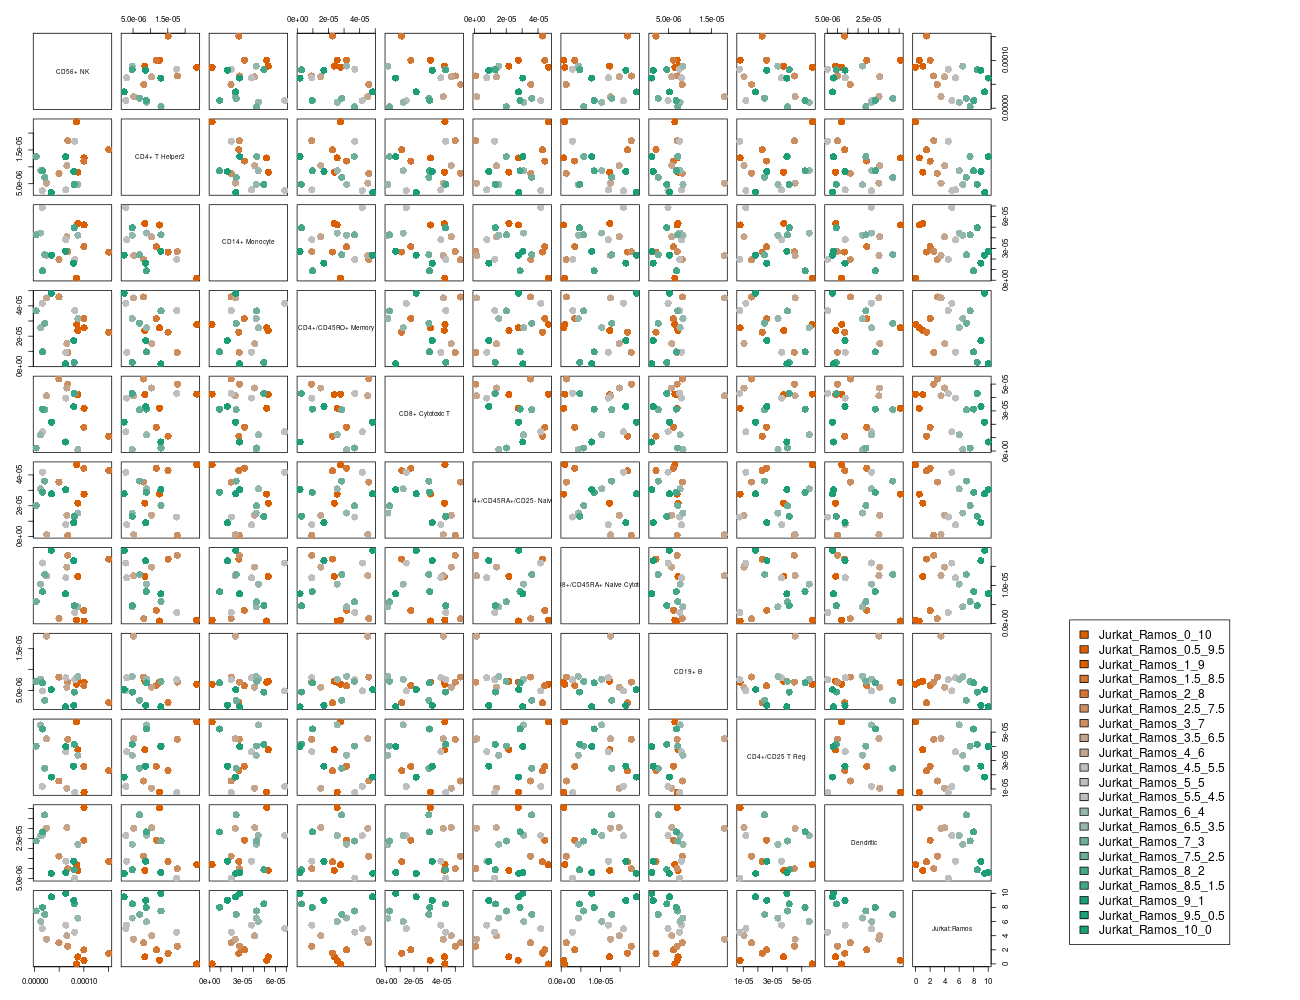 5.0e-06 1.5e-05 0e+00 2e-05 4e-05 0e+00 2e-05 4e-05 5.0e-06 1.5e-05 5.0e-06 2.5e-05
CD56+ NK
0.00000 0.00010
CD4+ T Helper2
5.0e-06 1.5e-05
CD14+ Monocyte
0e+00 3e-05 6e-05
CD4+/CD45RO+ Memory
0e+00 2e-05 4e-05
CD8+ Cytotoxic T
0e+00 3e-05 5e-05
4+/CD45RA+/CD25- Naiv
0e+00 2e-05 4e-05
8+/CD45RA+ Naive Cytot
0.0e+00 1.0e-05
CD19+ B
5.0e-06 1.5e-05
CD4+/CD25 T Reg
1e-05 3e-05 5e-05
Dendritic
5.0e-06 2.5e-05
Jurkat:Ramos
0 2 4 6 8 10
0.00000 0.00010 0e+00 3e-05 6e-05 0e+00 3e-05 5e-05 0.0e+00 1.0e-05 1e-05 3e-05 5e-05 0 2 4 6 8 10
Jurkat_Ramos_0_10
Jurkat_Ramos_0.5_9.5
Jurkat_Ramos_1_9
Jurkat_Ramos_1.5_8.5
Jurkat_Ramos_2_8
Jurkat_Ramos_2.5_7.5
Jurkat_Ramos_3_7
Jurkat_Ramos_3.5_6.5
Jurkat_Ramos_4_6
Jurkat_Ramos_4.5_5.5
Jurkat_Ramos_5_5
Jurkat_Ramos_5.5_4.5
Jurkat_Ramos_6_4
Jurkat_Ramos_6.5_3.5
Jurkat_Ramos_7_3
Jurkat_Ramos_7.5_2.5
Jurkat_Ramos_8_2
Jurkat_Ramos_8.5_1.5
Jurkat_Ramos_9_1
Jurkat_Ramos_9.5_0.5
Jurkat_Ramos_10_0